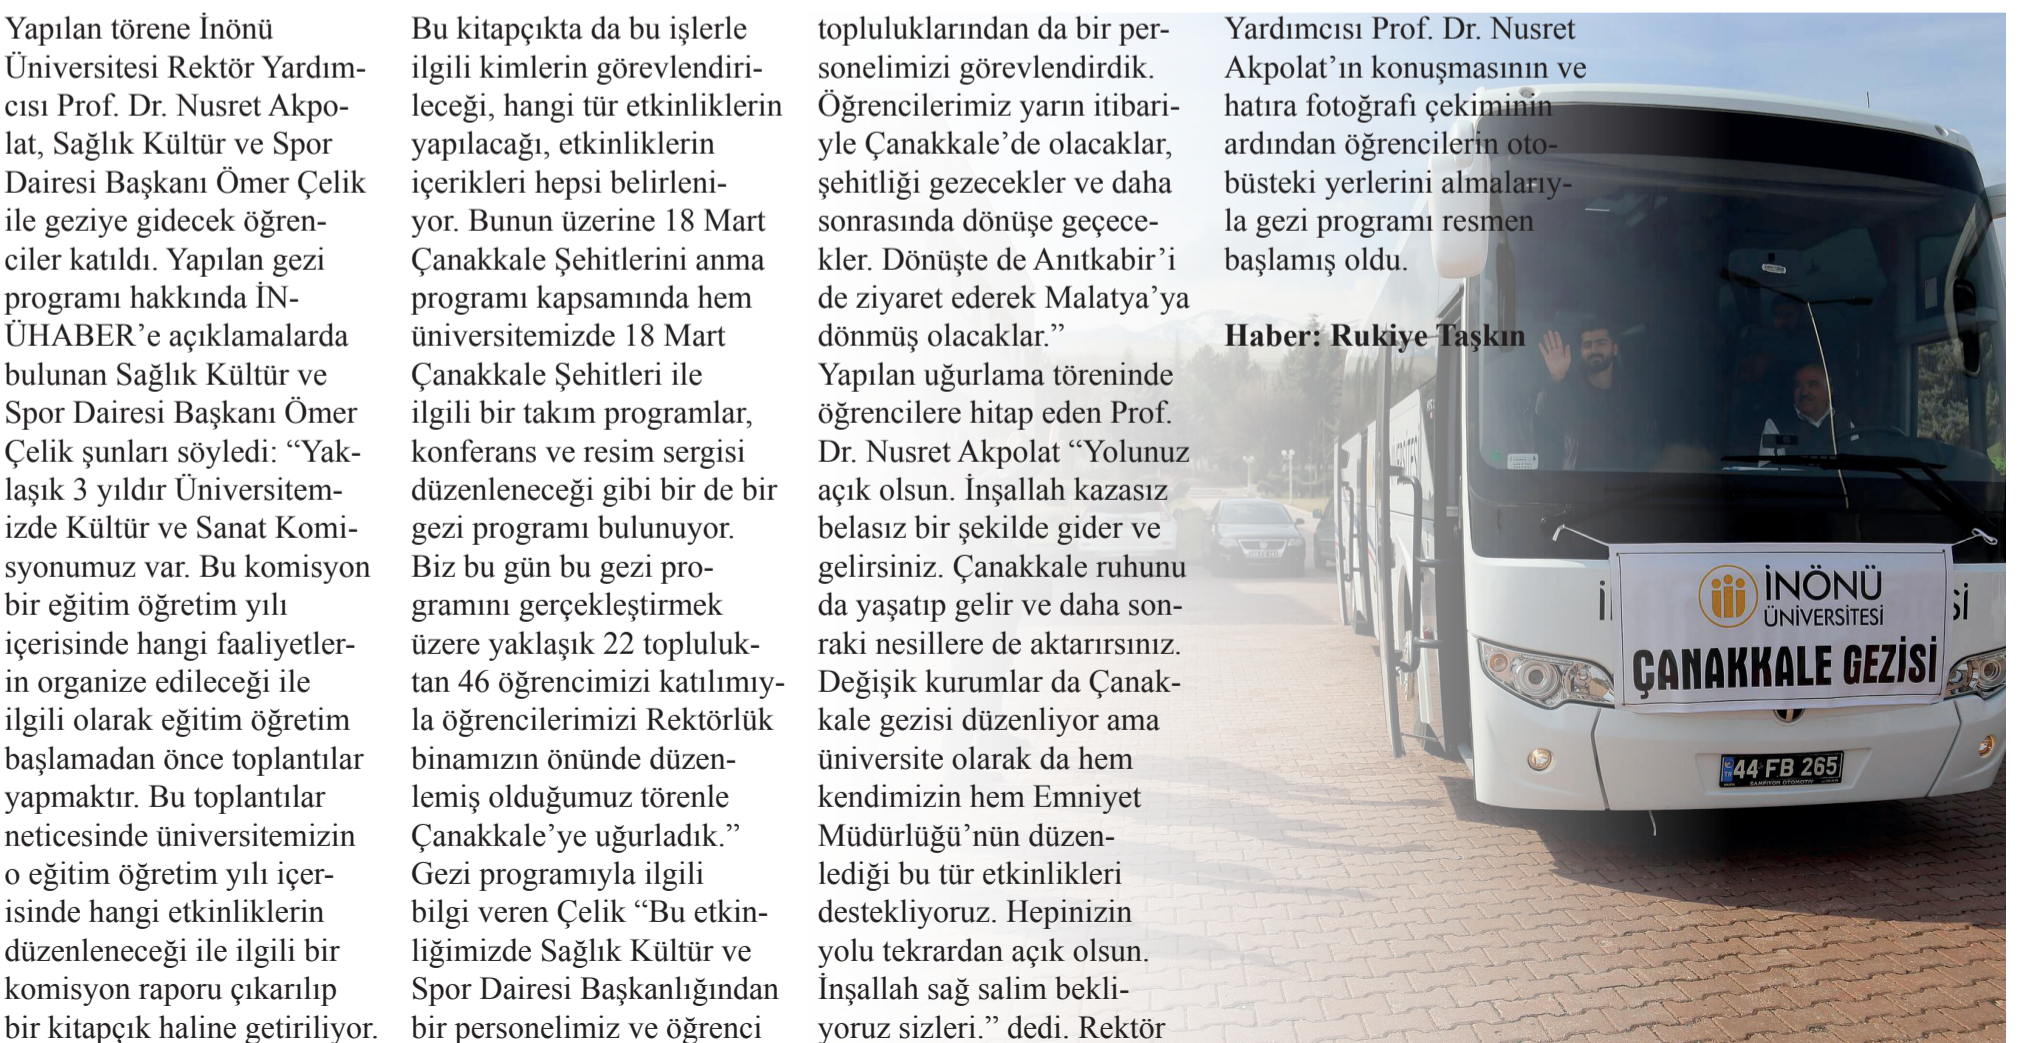 Yapılan törene İnönü
Üniversitesi Rektör Yardım-
cısı Prof. Dr. Nusret Akpo-
lat, Sağlık Kültür ve Spor
Dairesi Başkanı Ömer Çelik
ile geziye gidecek öğren-
ciler katıldı. Yapılan gezi
programı hakkında İN-
ÜHABER’e açıklamalarda
bulunan Sağlık Kültür ve
Spor Dairesi Başkanı Ömer
Çelik şunları söyledi: “Yak-
laşık 3 yıldır Üniversitem-
izde Kültür ve Sanat Komi-
syonumuz var. Bu komisyon
bir eğitim öğretim yılı
içerisinde hangi faaliyetler-
in organize edileceği ile
ilgili olarak eğitim öğretim
başlamadan önce toplantılar
yapmaktır. Bu toplantılar
neticesinde üniversitemizin
o eğitim öğretim yılı içer-
isinde hangi etkinliklerin
düzenleneceği ile ilgili bir
komisyon raporu çıkarılıp
bir kitapçık haline getiriliyor.
Bu kitapçıkta da bu işlerle
ilgili kimlerin görevlendiri-
leceği, hangi tür etkinliklerin
yapılacağı, etkinliklerin
içerikleri hepsi belirleni-
yor. Bunun üzerine 18 Mart
Çanakkale Şehitlerini anma
programı kapsamında hem
üniversitemizde 18 Mart
Çanakkale Şehitleri ile
ilgili bir takım programlar,
konferans ve resim sergisi
düzenleneceği gibi bir de bir
gezi programı bulunuyor.
Biz bu gün bu gezi pro-
gramını gerçekleştirmek
üzere yaklaşık 22 topluluk-
tan 46 öğrencimizi katılımıy-
la öğrencilerimizi Rektörlük
binamızın önünde düzen-
lemiş olduğumuz törenle
Çanakkale’ye uğurladık.”
Gezi programıyla ilgili
bilgi veren Çelik “Bu etkin-
liğimizde Sağlık Kültür ve
Spor Dairesi Başkanlığından
bir personelimiz ve öğrenci
topluluklarından da bir per-
sonelimizi görevlendirdik.
Öğrencilerimiz yarın itibari-
yle Çanakkale’de olacaklar,
şehitliği gezecekler ve daha
sonrasında dönüşe geçece-
kler. Dönüşte de Anıtkabir’i
de ziyaret ederek Malatya’ya
dönmüş olacaklar.”
Yapılan uğurlama töreninde
öğrencilere hitap eden Prof.
Dr. Nusret Akpolat “Yolunuz
açık olsun. İnşallah kazasız
belasız bir şekilde gider ve
gelirsiniz. Çanakkale ruhunu
da yaşatıp gelir ve daha son-
raki nesillere de aktarırsınız.
Değişik kurumlar da Çanak-
kale gezisi düzenliyor ama
üniversite olarak da hem
kendimizin hem Emniyet
Müdürlüğü’nün düzen-
lediği bu tür etkinlikleri
destekliyoruz. Hepinizin
yolu tekrardan açık olsun.
İnşallah sağ salim bekli-
yoruz sizleri.” dedi. Rektör
Yardımcısı Prof. Dr. Nusret
Akpolat’ın konuşmasının ve
hatıra fotoğrafı çekiminin
ardından öğrencilerin oto-
büsteki yerlerini almalarıy-
la gezi programı resmen
başlamış oldu.
Haber: Rukiye Taşkın
İNÖNÜ
ÜNİVERSİTESİ
ÇANAKKALE GEZİSİ
44 FB 265